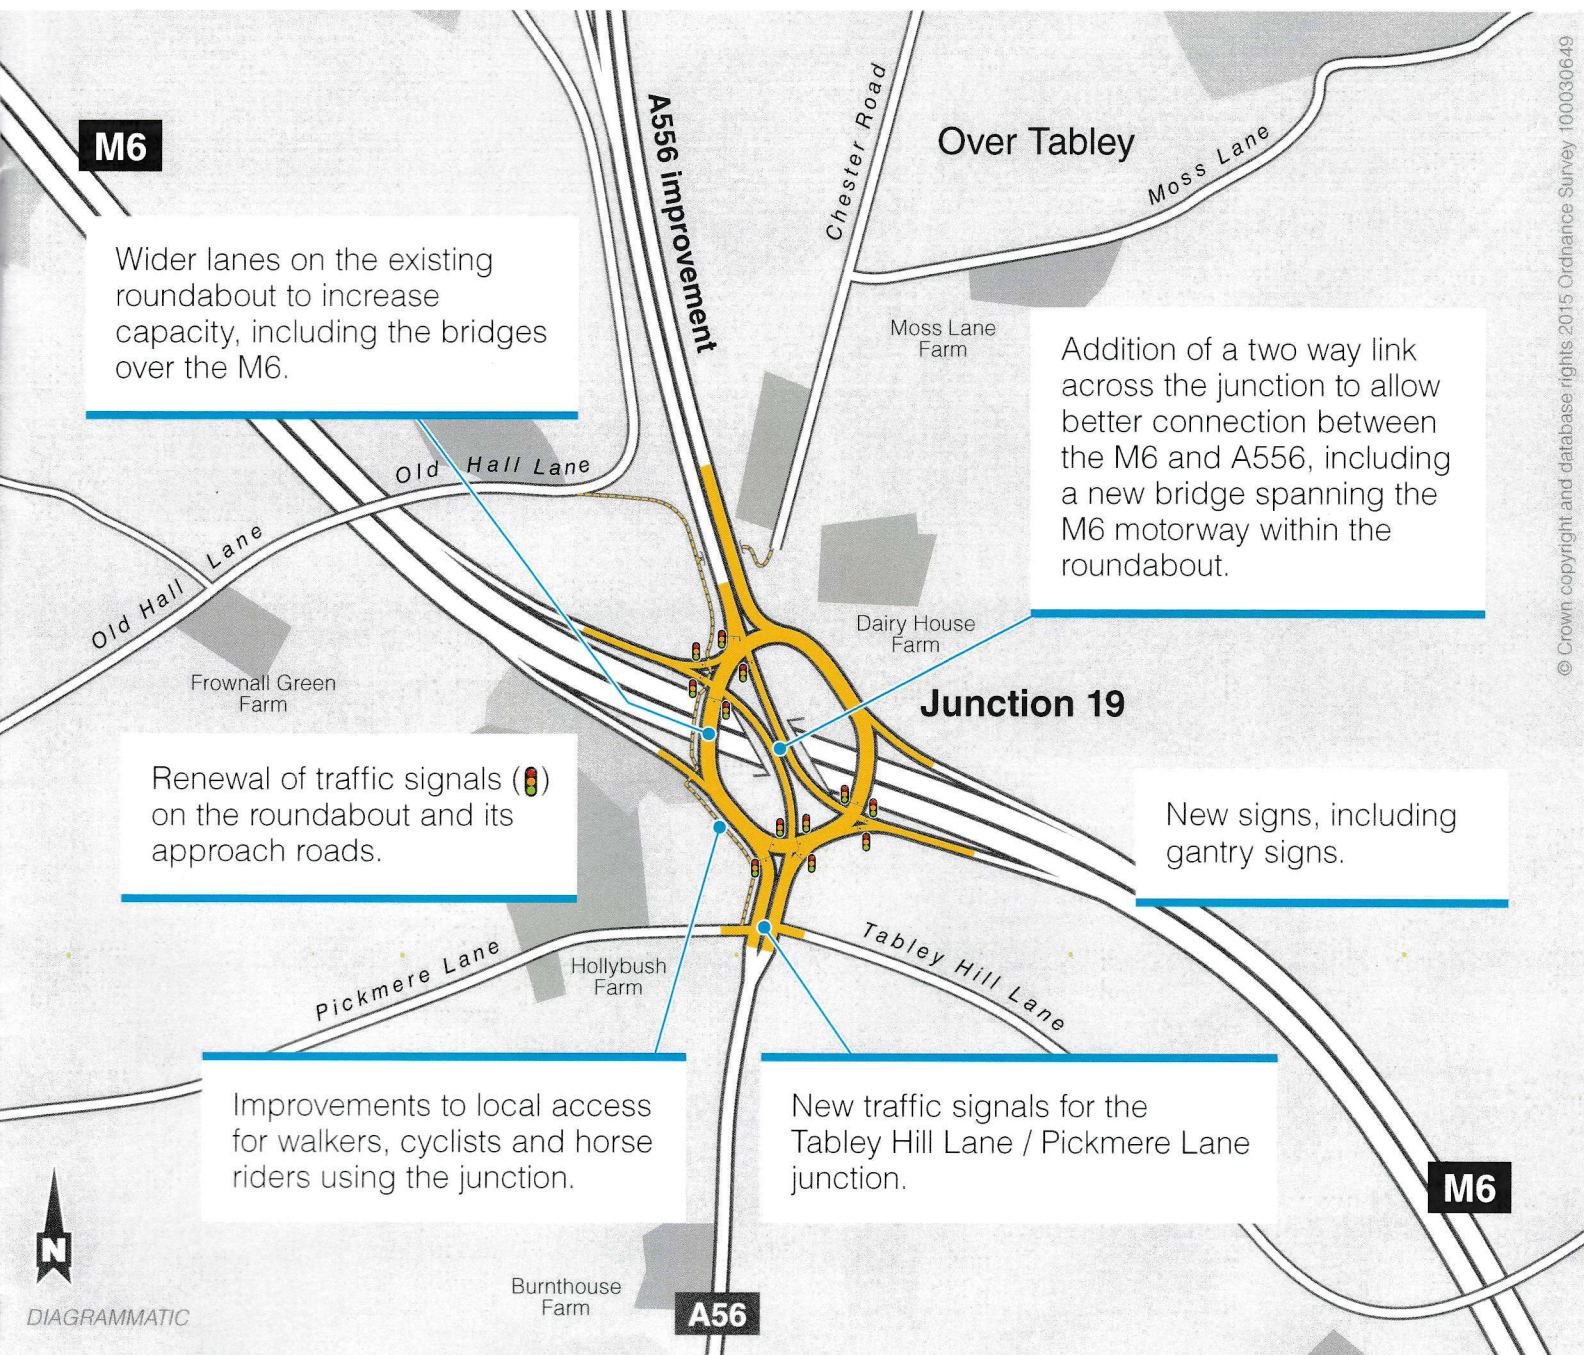 M6
A556 improvement
Chester Road
Over Tabley
Moss Lane
© Crown copyright and database rights 2015 Ordnance Survey 100030649
Wider lanes on the existing
roundabout to increase
capacity, including the bridges
over the M6.
Moss Lane
Farm
Addition of a two way link
across the junction to allow
better connection between
the M6 and A556, including
a new bridge spanning the
M6 motorway within the
roundabout.
Old Hall Lane
Old Hall Lane
Dairy House
Farm
Frownall Green
Farm
Junction 19
Renewal of traffic signals ( )
on the roundabout and its
approach roads.
New signs, including
gantry signs.
Pickmere Lane
Hollybush
Farm
Tabley Hill Lane
Improvements to local access
for walkers, cyclists and horse
riders using the junction.
New traffic signals for the
Tabley Hill Lane / Pickmere Lane
junction.
M6
N
DIAGRAMMATIC
Burnthouse
Farm
A56